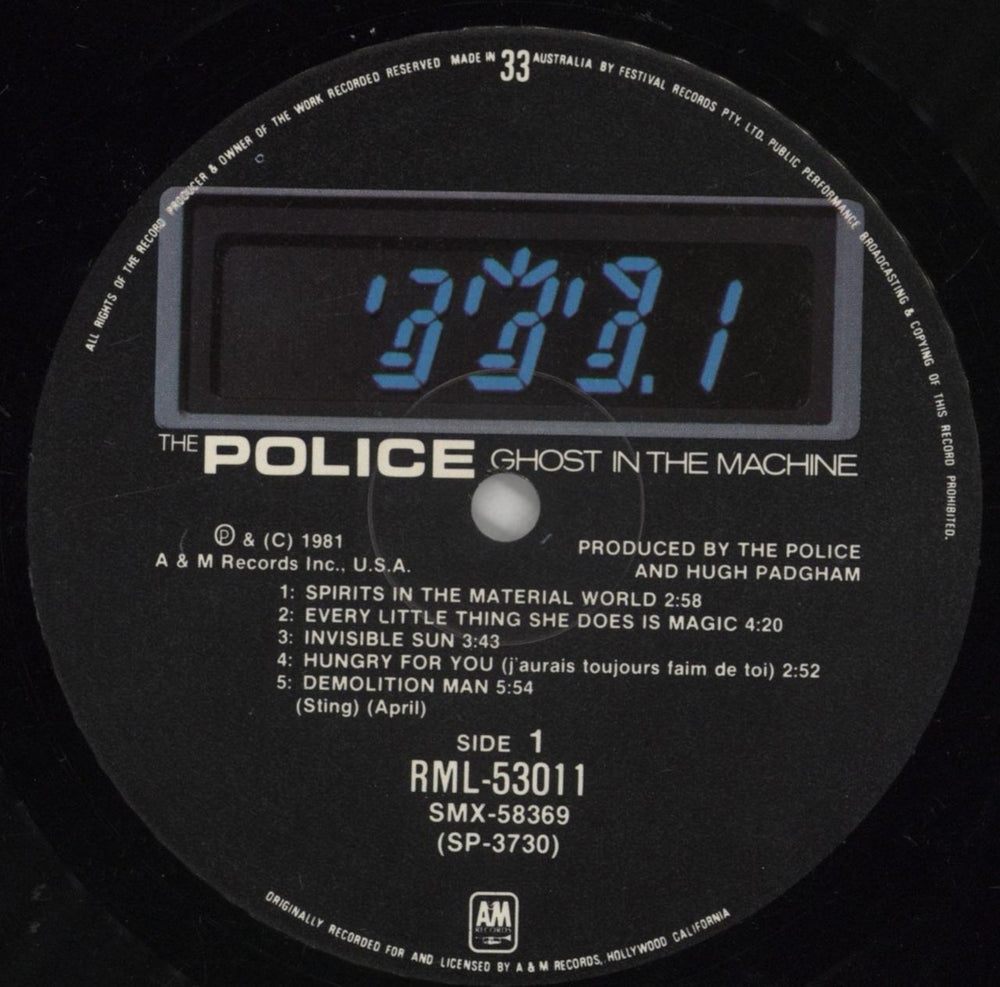 ALL RIGHTS OF THE RECORD PRODUCER & OWNER OF THE WORK RECORDED RESERVED MADE IN 33 AUSTRALIA BY FESTIVAL RECORDS PTY. LTD. PUBLIC PERFORMANCE BROADCASTING & COPYING OF THIS RECORD PROHIBITED.
THE POLICE GHOST IN THE MACHINE
Ⓟ & (C) 1981
A & M Records Inc., U.S.A.
PRODUCED BY THE POLICE
AND HUGH PADGHAM
1: SPIRITS IN THE MATERIAL WORLD 2:58
2: EVERY LITTLE THING SHE DOES IS MAGIC 4:20
3: INVISIBLE SUN 3:43
4: HUNGRY FOR YOU (j'aurais toujours faim de toi) 2:52
5: DEMOLITION MAN 5:54
(Sting) (April)
SIDE 1
RML-53011
SMX-58369
(SP-3730)
A&M
RECORDS
ORIGINALLY RECORDED FOR AND LICENSED BY A & M RECORDS, HOLLYWOOD CALIFORNIA